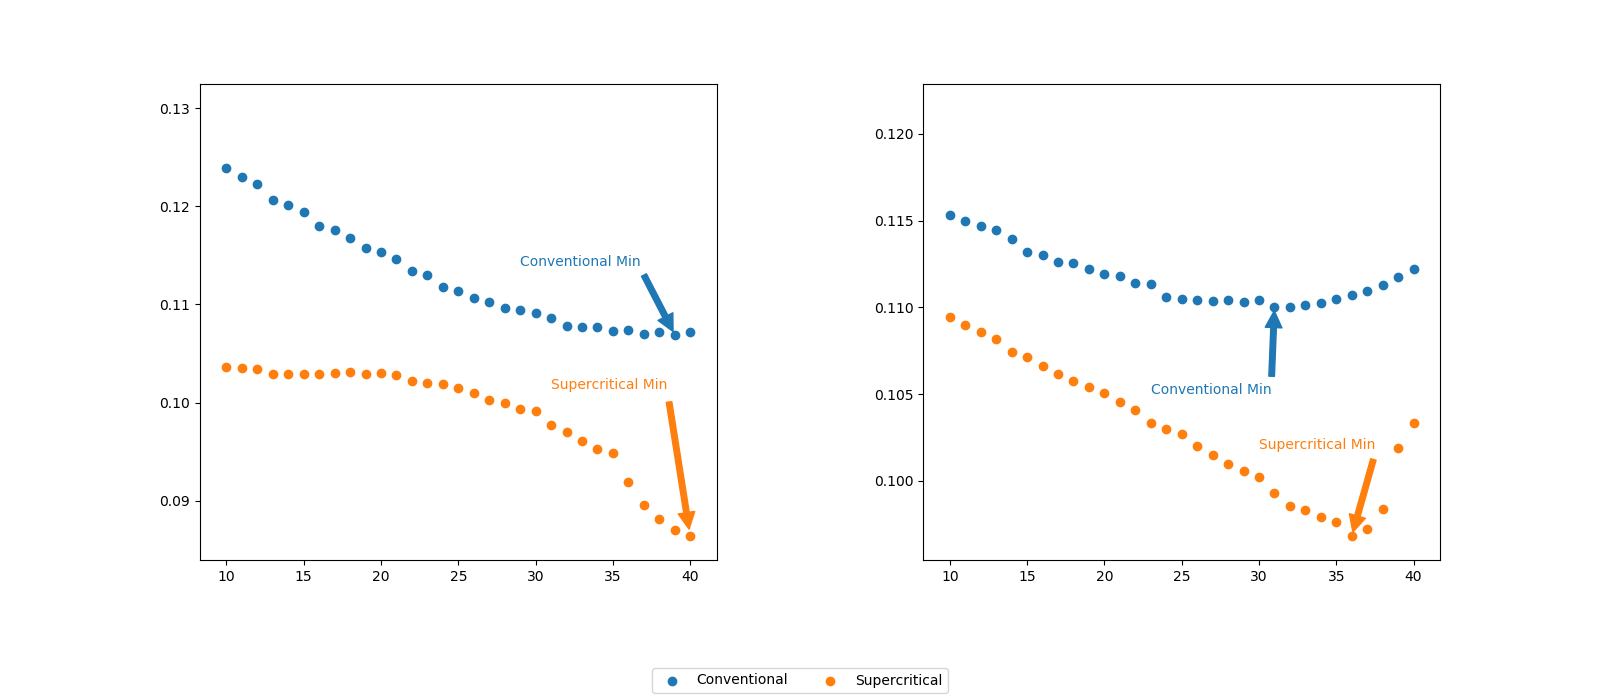 0.13
0.12
0.11
0.10
0.09
Conventional Min
Supercritical Min
10 15 20 25 30 35 40
0.120
0.115
0.110
0.105
0.100
Conventional Min
Supercritical Min
10 15 20 25 30 35 40
Conventional Supercritical